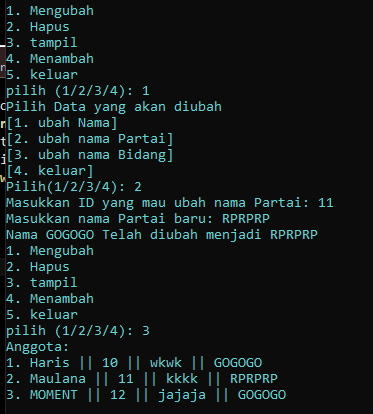 1. Mengubah
2. Hapus
3. tampil
4. Menambah
5. keluar
pilih (1/2/3/4): 1
Pilih Data yang akan diubah
[1. ubah Nama]
[2. ubah nama Partai]
[3. ubah nama Bidang]
[4. keluar]
Pilih(1/2/3/4): 2
Masukkan ID yang mau ubah nama Partai: 11
Masukkan nama Partai baru: RPRPRP
Nama GOGOGO Telah diubah menjadi RPRPRP
1. Mengubah
2. Hapus
3. tampil
4. Menambah
5. keluar
pilih (1/2/3/4): 3
Anggota:
1. Haris || 10 || wkwk || GOGOGO
2. Maulana || 11 || kkkk || RPRPRP
3. MOMENT || 12 || jajaja || GOGOGO